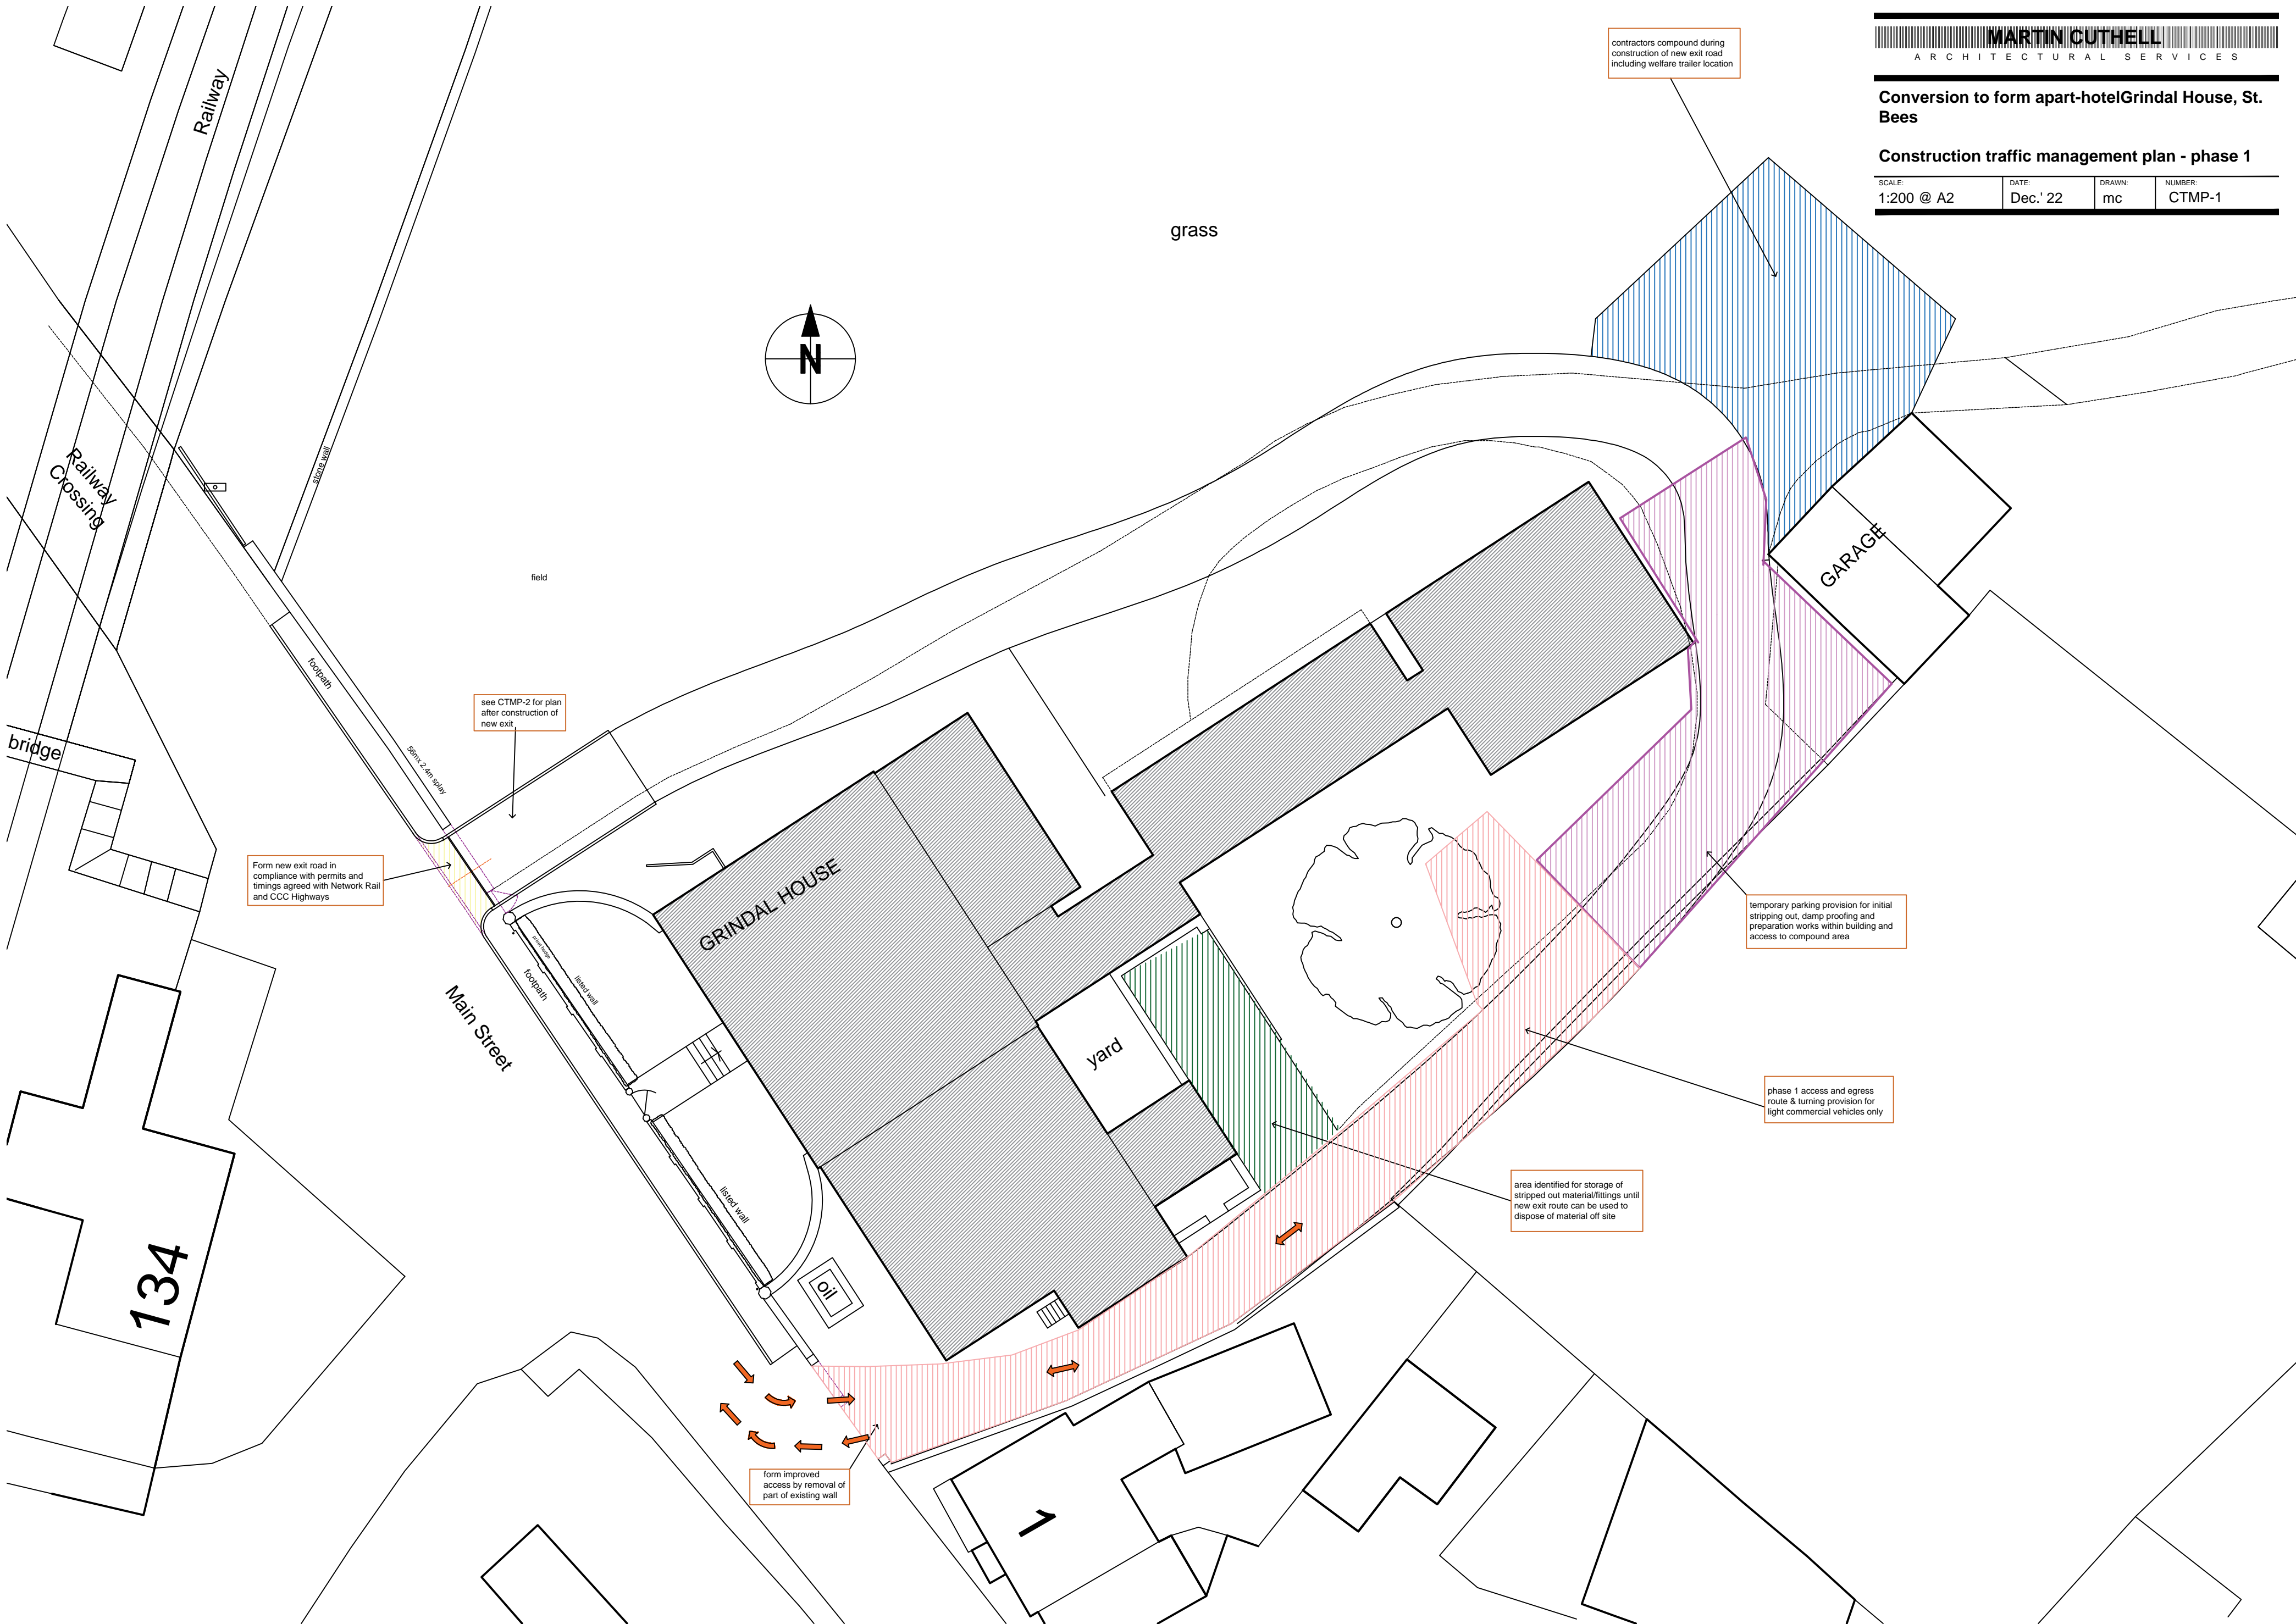 MARTIN CUTHELL
ARCHITECTURAL SERVICES
Conversion to form apart-hotelGrindal House, St.
Bees
Construction traffic management plan - phase 1
SCALE:
1:200 @ A2
DATE:
Dec.' 22
DRAWN:
mc
NUMBER:
CTMP-1
contractors compound during
construction of new exit road
including welfare trailer location
Railway
grass
N
Railway
Crossing
stone wall
GARAGE
field
footpath
see CTMP-2 for plan
after construction of
new exit
bridge
56mx 2.4m splay
Form new exit road in
compliance with permits and
timings agreed with Network Rail
and CCC Highways
GRINDAL HOUSE
temporary parking provision for initial
stripping out, damp proofing and
preparation works within building and
access to compound area
privet hedge
listed wall
footpath
Main Street
yard
phase 1 access and egress
route & turning provision for
light commercial vehicles only
listed wall
area identified for storage of
stripped out material/fittings until
new exit route can be used to
dispose of material off site
134
oil
form improved
access by removal of
part of existing wall
1